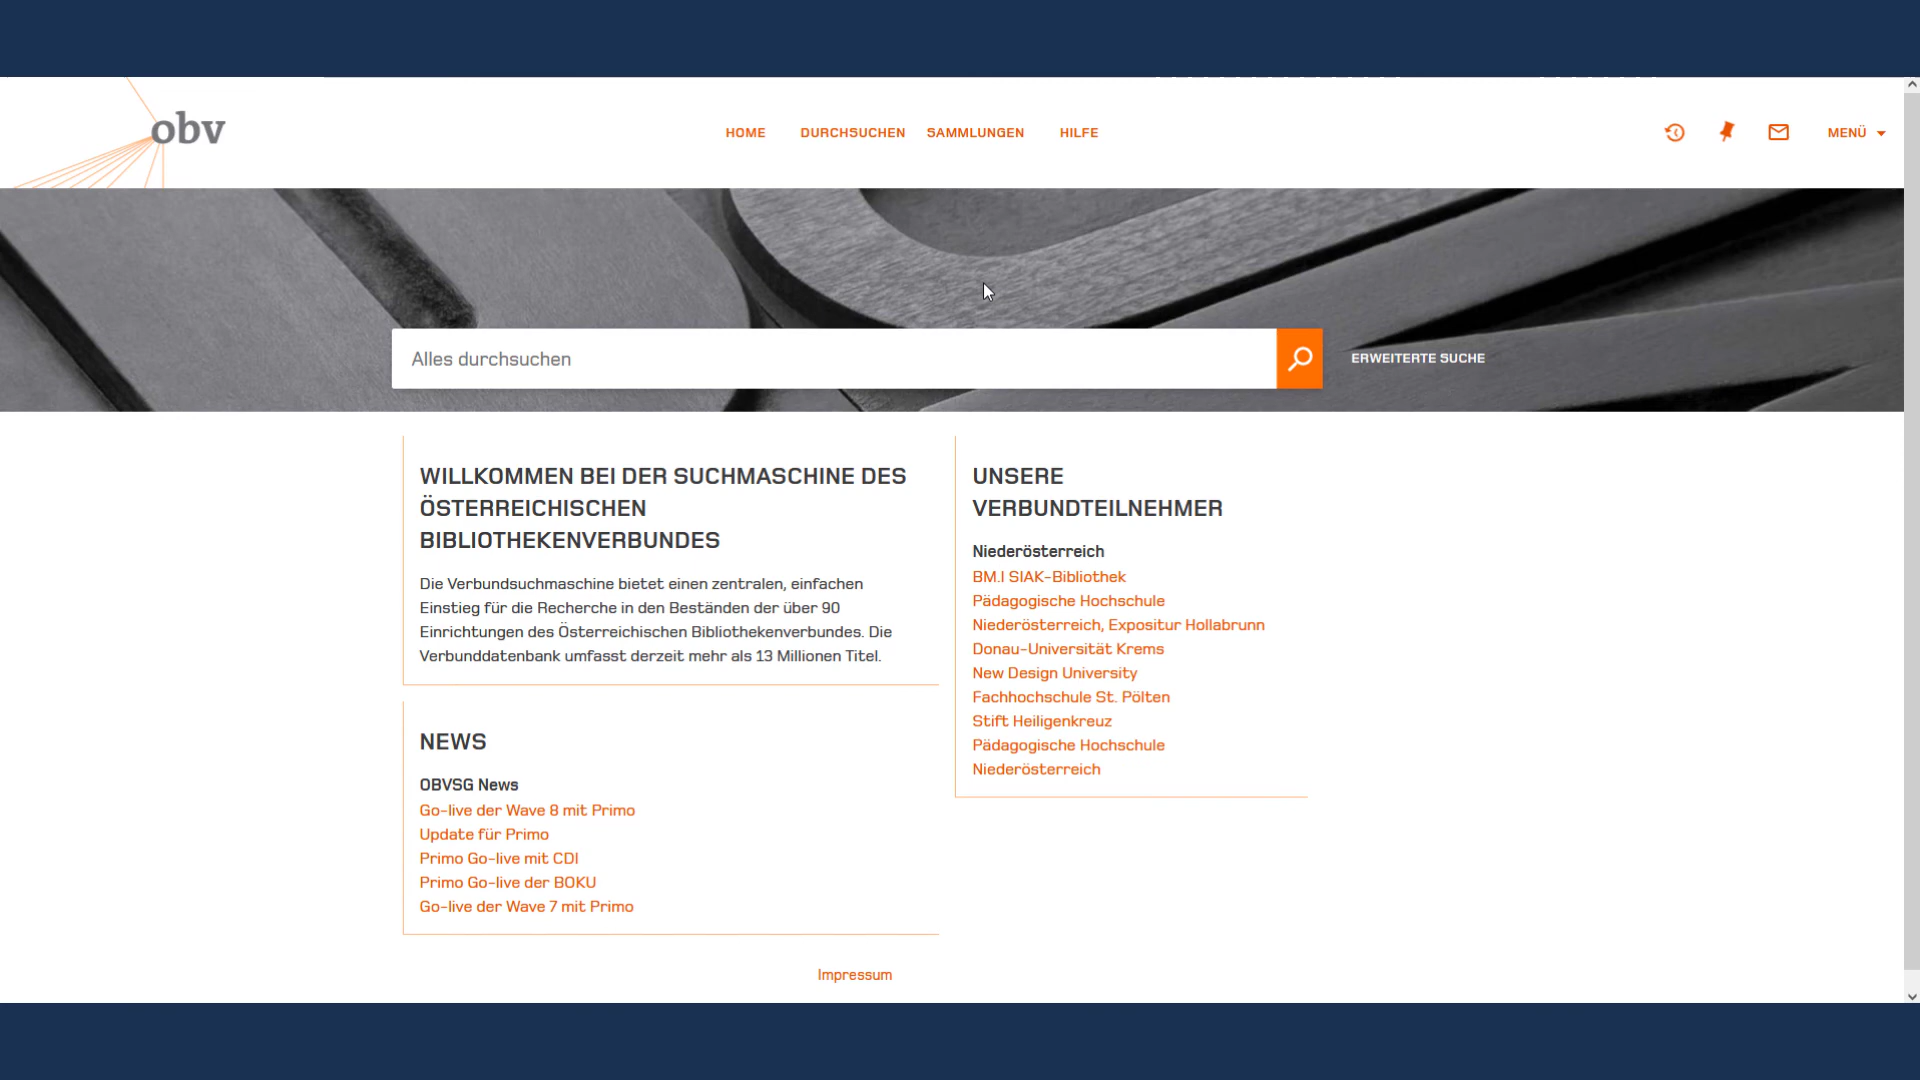 obv
HOME DURCHSUCHEN SAMMLUNGEN HILFE
MENÜ
Alles durchsuchen
ERWEITERTE SUCHE
WILLKOMMEN BEI DER SUCHMASCHINE DES
ÖSTERREICHISCHEN
BIBLIOTHEKENVERBUNDES
Die Verbundsuchmaschine bietet einen zentralen, einfachen
Einstieg für die Recherche in den Beständen der über 90
Einrichtungen des Österreichischen Bibliothekenverbundes. Die
Verbunddatenbank umfasst derzeit mehr als 13 Millionen Titel.
NEWS
OBVSG News
Go-live der Wave 8 mit Primo
Update für Primo
Primo Go-live mit CDI
Primo Go-live der BOKU
Go-live der Wave 7 mit Primo
UNSERE
VERBUNDTEILNEHMER
Niederösterreich
BM.I SIAK-Bibliothek
Pädagogische Hochschule
Niederösterreich, Expositur Hollabrunn
Donau-Universität Krems
New Design University
Fachhochschule St. Pölten
Stift Heiligenkreuz
Pädagogische Hochschule
Niederösterreich
Impressum